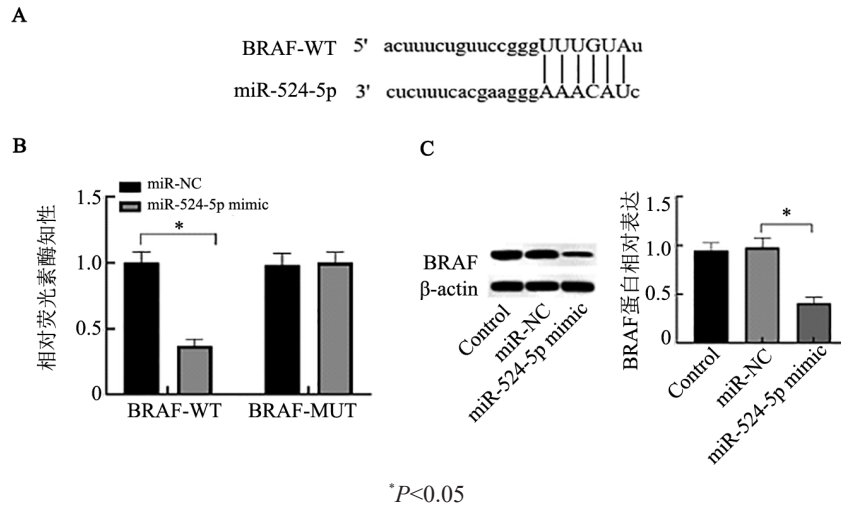 A
BRAF-WT 5' acuuucuguuccgggUUUGUAu
miR-524-5p 3' cucuuucacgaagggAAACAUc
B
miR-NC
miR-524-5p mimic
相对荧光素酶知性
1.5
1.0
0.5
0
*
BRAF-WT
BRAF-MUT
C
BRAF
β-actin
Control
miR-NC
miR-524-5p mimic
BRAF蛋白相对表达
1.5
1.0
0.5
0
*
Control
miR-NC
miR-524-5p mimic
*P<0.05